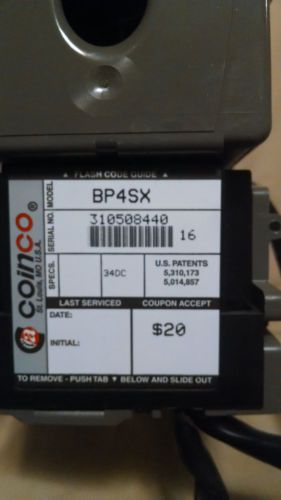 ▲ FLASH CODE GUIDE ▲
MODEL BP4SX
SERIAL NO. 310508440
16
SPECS. 34DC
U.S. PATENTS
5,310,173
5,014,857
LAST SERVICED COUPON ACCEPT
DATE:
$20
INITIAL:
TO REMOVE - PUSH TAB ▼ BELOW AND SLIDE OUT
coinco®
St. Louis, MO U.S.A.